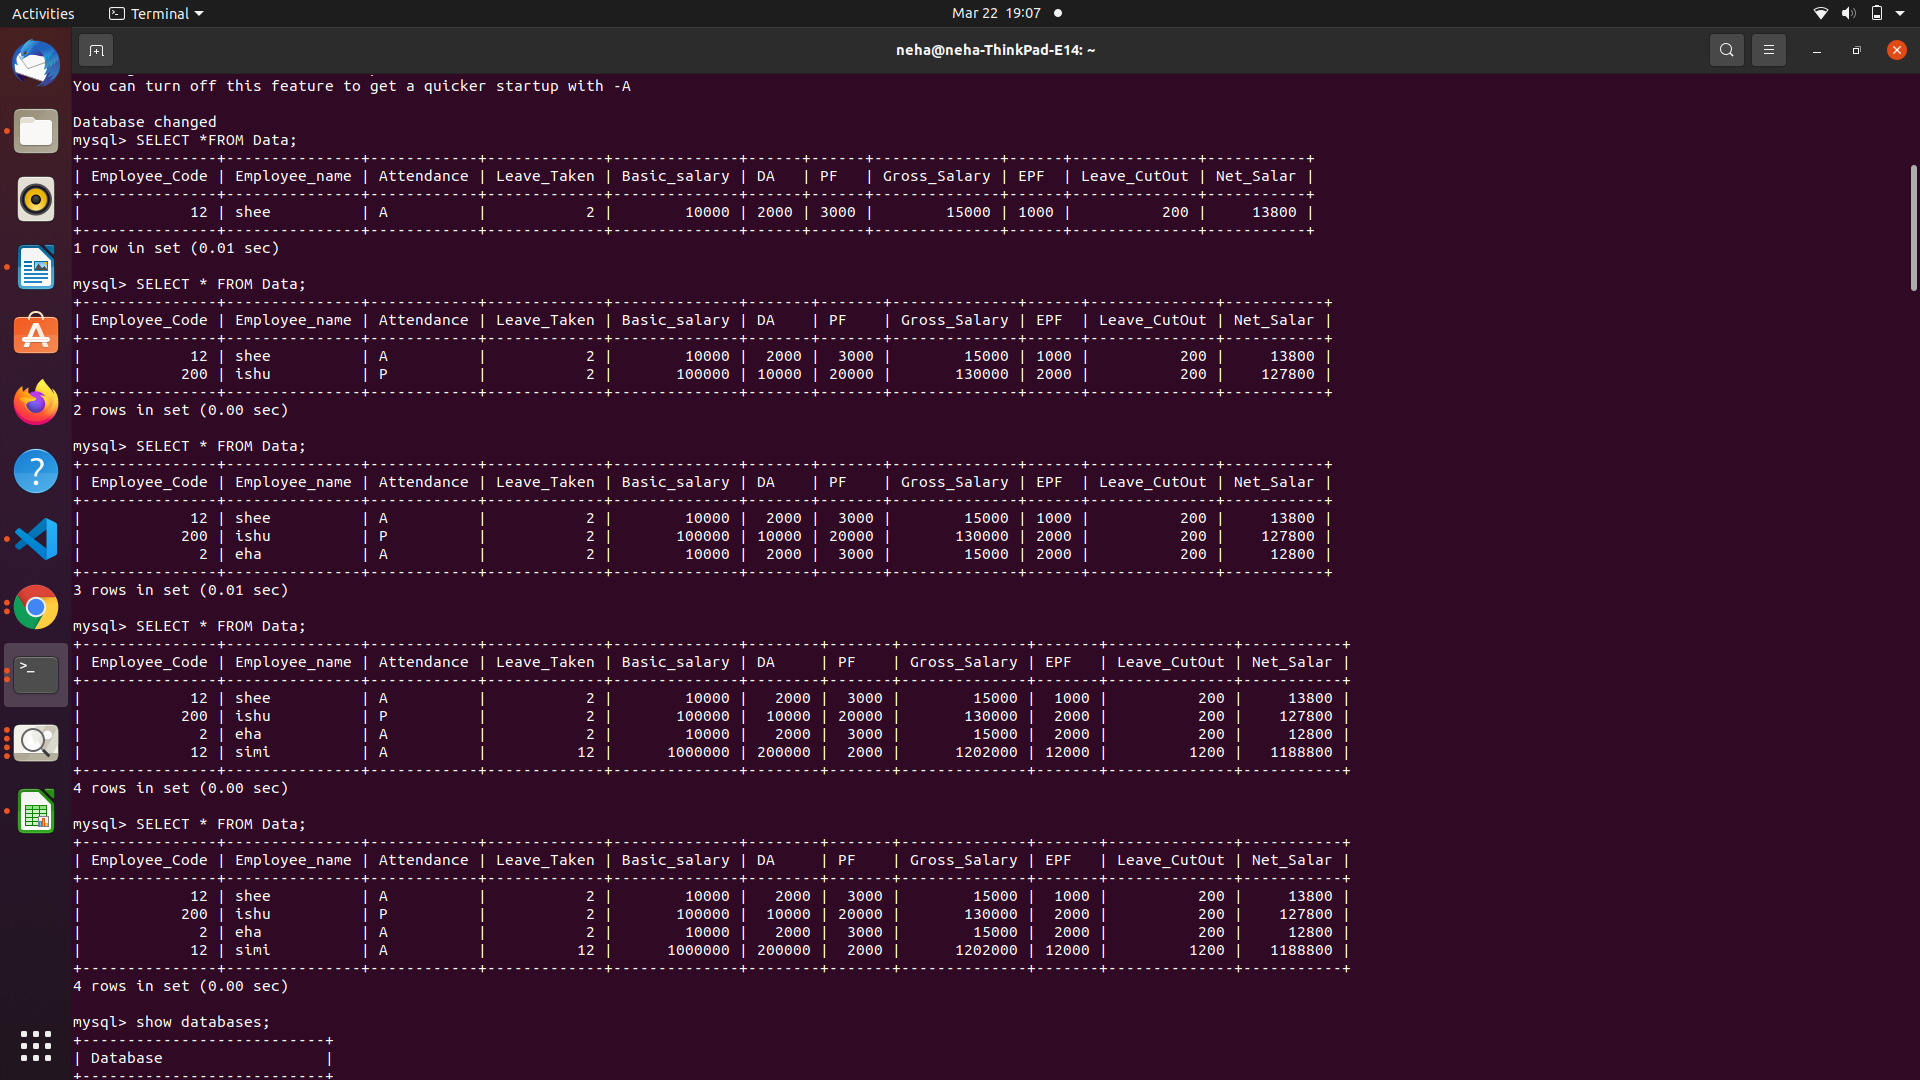 Activities Terminal Mar 22 19:07
neha@neha-ThinkPad-E14: ~
You can turn off this feature to get a quicker startup with -A
Database changed
mysql> SELECT *FROM Data;
+---------------+---------------+------------+-------------+--------------+------+------+--------------+------+--------------+-----------+
| Employee_Code | Employee_name | Attendance | Leave_Taken | Basic_salary | DA   | PF   | Gross_Salary | EPF  | Leave_CutOut | Net_Salar |
+---------------+---------------+------------+-------------+--------------+------+------+--------------+------+--------------+-----------+
|            12 | shee          | A          |           2 |        10000 | 2000 | 3000 |        15000 | 1000 |          200 |     13800 |
+---------------+---------------+------------+-------------+--------------+------+------+--------------+------+--------------+-----------+
1 row in set (0.01 sec)
mysql> SELECT * FROM Data;
+---------------+---------------+------------+-------------+--------------+-------+-------+--------------+------+--------------+-----------+
| Employee_Code | Employee_name | Attendance | Leave_Taken | Basic_salary | DA    | PF    | Gross_Salary | EPF  | Leave_CutOut | Net_Salar |
+---------------+---------------+------------+-------------+--------------+-------+-------+--------------+------+--------------+-----------+
|            12 | shee          | A          |           2 |        10000 |  2000 |  3000 |        15000 | 1000 |          200 |     13800 |
|           200 | ishu          | P          |           2 |       100000 | 10000 | 20000 |       130000 | 2000 |          200 |    127800 |
+---------------+---------------+------------+-------------+--------------+-------+-------+--------------+------+--------------+-----------+
2 rows in set (0.00 sec)
mysql> SELECT * FROM Data;
+---------------+---------------+------------+-------------+--------------+-------+-------+--------------+------+--------------+-----------+
| Employee_Code | Employee_name | Attendance | Leave_Taken | Basic_salary | DA    | PF    | Gross_Salary | EPF  | Leave_CutOut | Net_Salar |
+---------------+---------------+------------+-------------+--------------+-------+-------+--------------+------+--------------+-----------+
|            12 | shee          | A          |           2 |        10000 |  2000 |  3000 |        15000 | 1000 |          200 |     13800 |
|           200 | ishu          | P          |           2 |       100000 | 10000 | 20000 |       130000 | 2000 |          200 |    127800 |
|             2 | eha           | A          |           2 |        10000 |  2000 |  3000 |        15000 | 2000 |          200 |     12800 |
+---------------+---------------+------------+-------------+--------------+-------+-------+--------------+------+--------------+-----------+
3 rows in set (0.01 sec)
mysql> SELECT * FROM Data;
+---------------+---------------+------------+-------------+--------------+--------+-------+--------------+-------+--------------+-----------+
| Employee_Code | Employee_name | Attendance | Leave_Taken | Basic_salary | DA     | PF    | Gross_Salary | EPF   | Leave_CutOut | Net_Salar |
+---------------+---------------+------------+-------------+--------------+--------+-------+--------------+-------+--------------+-----------+
|            12 | shee          | A          |           2 |        10000 |   2000 |  3000 |        15000 |  1000 |          200 |     13800 |
|           200 | ishu          | P          |           2 |       100000 |  10000 | 20000 |       130000 |  2000 |          200 |    127800 |
|             2 | eha           | A          |           2 |        10000 |   2000 |  3000 |        15000 |  2000 |          200 |     12800 |
|            12 | simi          | A          |          12 |      1000000 | 200000 |  2000 |      1202000 | 12000 |         1200 |   1188800 |
+---------------+---------------+------------+-------------+--------------+--------+-------+--------------+-------+--------------+-----------+
4 rows in set (0.00 sec)
mysql> SELECT * FROM Data;
+---------------+---------------+------------+-------------+--------------+--------+-------+--------------+-------+--------------+-----------+
| Employee_Code | Employee_name | Attendance | Leave_Taken | Basic_salary | DA     | PF    | Gross_Salary | EPF   | Leave_CutOut | Net_Salar |
+---------------+---------------+------------+-------------+--------------+--------+-------+--------------+-------+--------------+-----------+
|            12 | shee          | A          |           2 |        10000 |   2000 |  3000 |        15000 |  1000 |          200 |     13800 |
|           200 | ishu          | P          |           2 |       100000 |  10000 | 20000 |       130000 |  2000 |          200 |    127800 |
|             2 | eha           | A          |           2 |        10000 |   2000 |  3000 |        15000 |  2000 |          200 |     12800 |
|            12 | simi          | A          |          12 |      1000000 | 200000 |  2000 |      1202000 | 12000 |         1200 |   1188800 |
+---------------+---------------+------------+-------------+--------------+--------+-------+--------------+-------+--------------+-----------+
4 rows in set (0.00 sec)
mysql> show databases;
+---------------------------+
| Database                  |
+---------------------------+